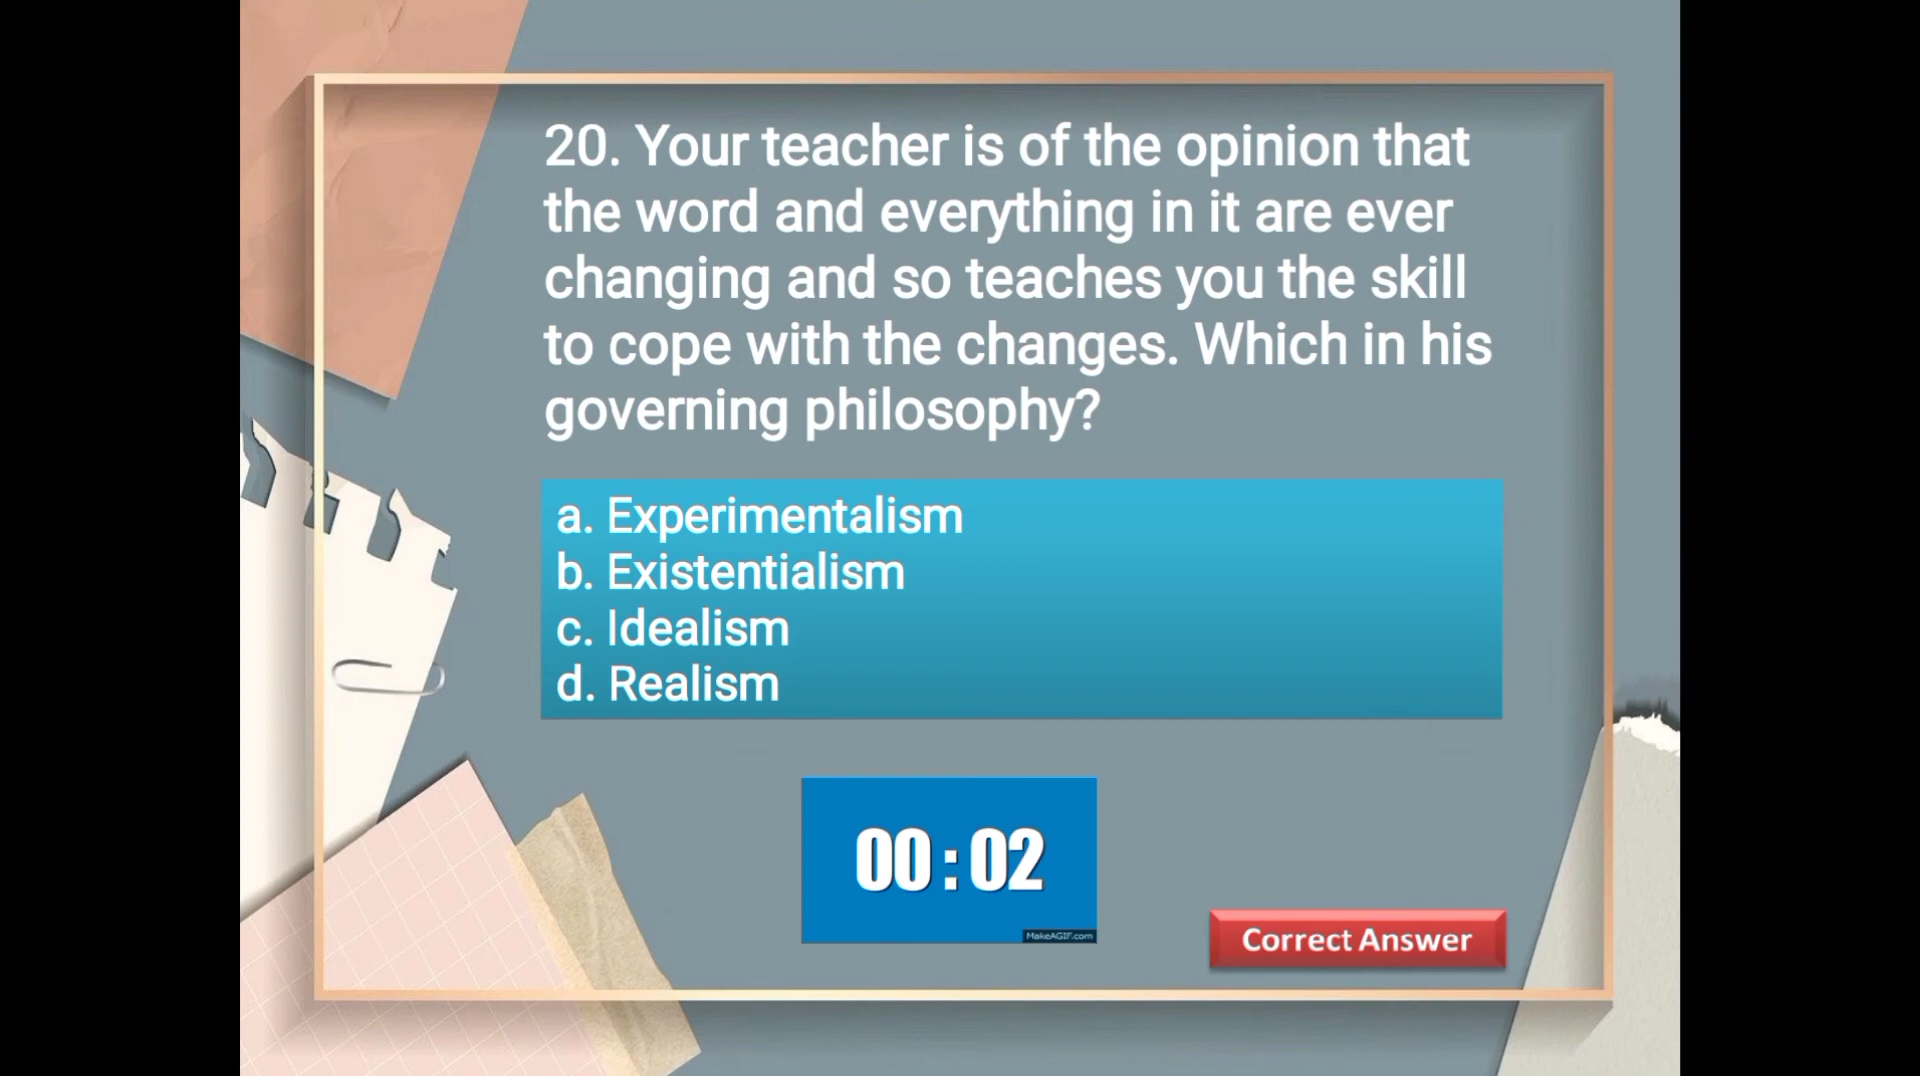 20. Your teacher is of the opinion that
the word and everything in it are ever
changing and so teaches you the skill
to cope with the changes. Which in his
governing philosophy?
a. Experimentalism
b. Existentialism
c. Idealism
d. Realism
00:02
MakeAGIF.com
Correct Answer